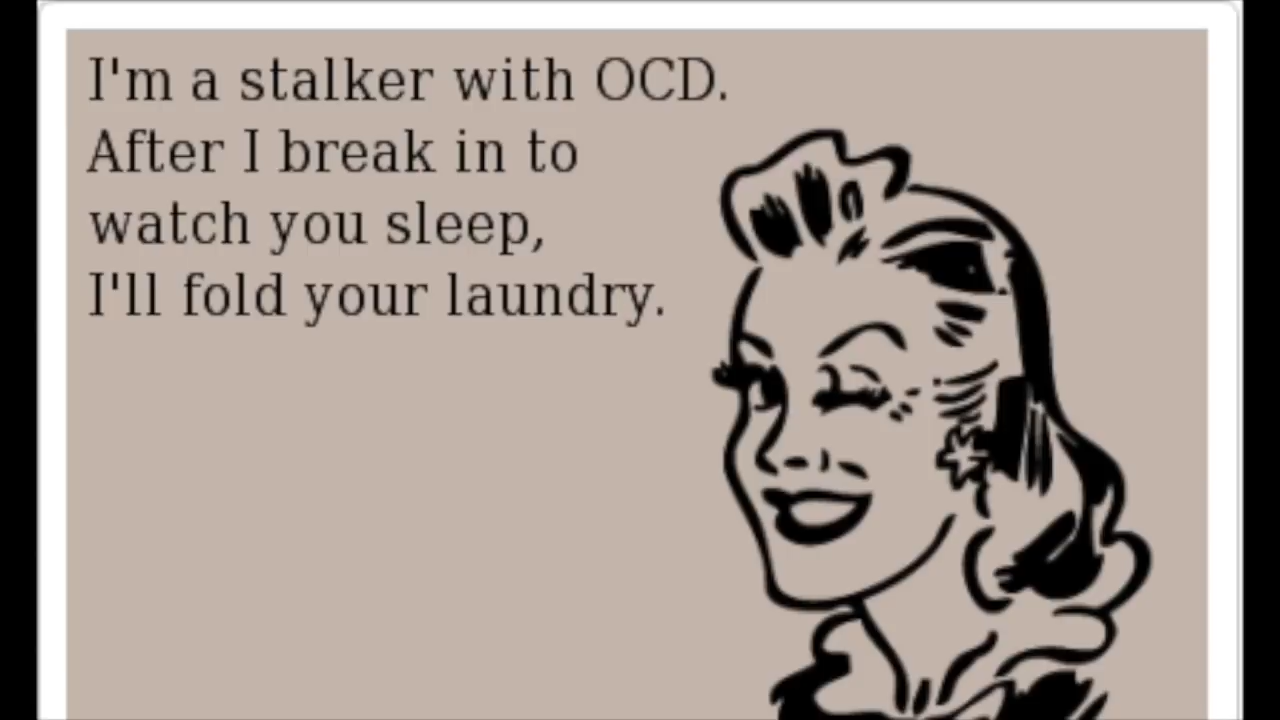 I'm a stalker with OCD.
After I break in to
watch you sleep,
I'll fold your laundry.